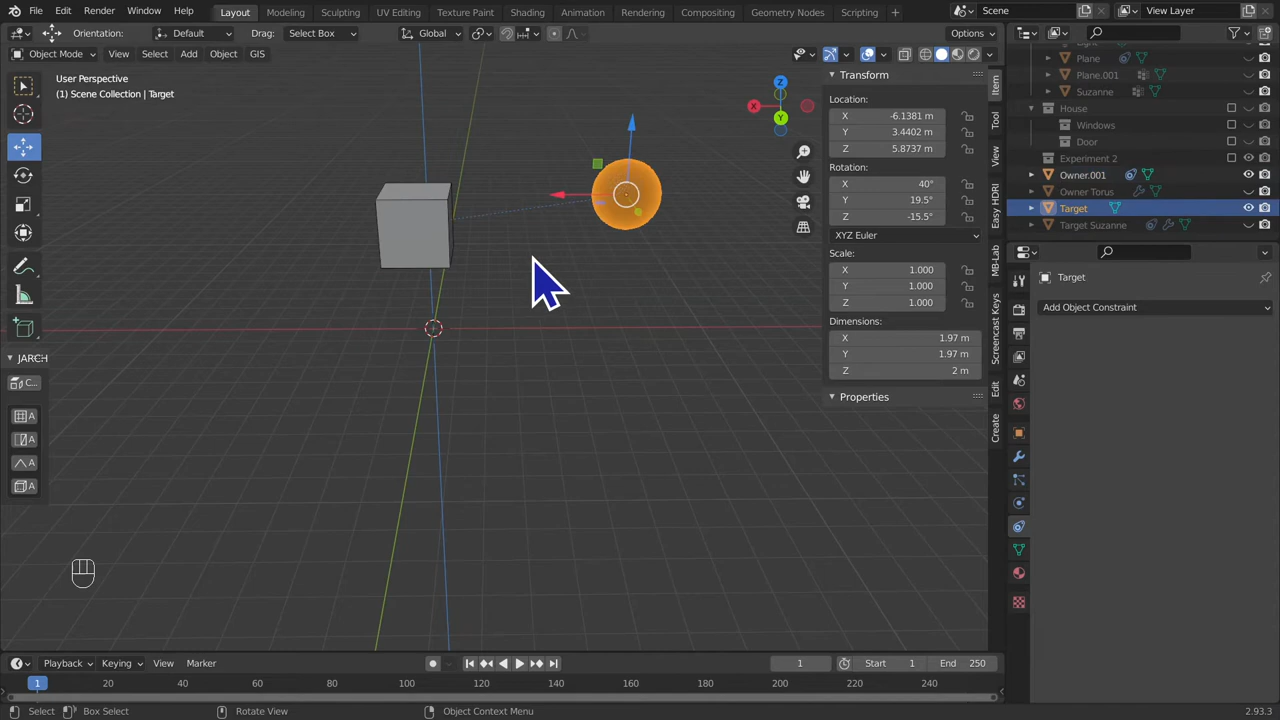 File Edit Render Window Help Layout Modeling Sculpting UV Editing Texture Paint Shading Animation Rendering Compositing Geometry Nodes Scripting + Scene View Layer
Orientation: Default Drag: Select Box Global Options
Object Mode View Select Add Object GIS
User Perspective
(1) Scene Collection | Target
Z
X
Y
Transform
Location:
X -6.1381 m
Y 3.4402 m
Z 5.8737 m
Rotation:
X 40°
Y 19.5°
Z -15.5°
XYZ Euler
Scale:
X 1.000
Y 1.000
Z 1.000
Dimensions:
X 1.97 m
Y 1.97 m
Z 2 m
Properties
Item
Tool
View
Easy HDRI
MB-Lab
Screencast Keys
Edit
Create
Plane
Plane.001
Suzanne
House
Windows
Door
Experiment 2
Owner.001
Owner Torus
Target
Target Suzanne
Target
Add Object Constraint
JARCH
C...
A
A
A
A
Playback Keying View Marker 1 Start 1 End 250
1 20 40 60 80 100 120 140 160 180 200 220 240
Select Box Select Rotate View Object Context Menu 2.93.3